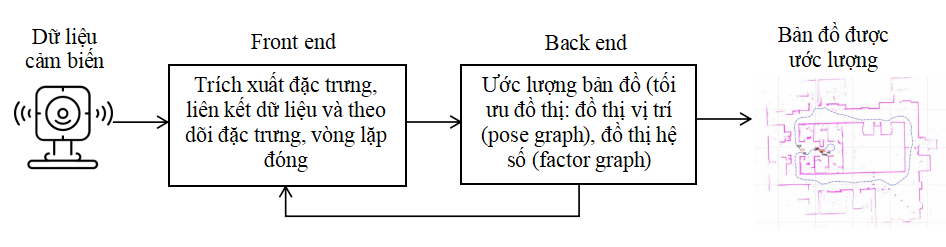 Dữ liệu
cảm biến
Front end
Trích xuất đặc trưng,
liên kết dữ liệu và theo
dõi đặc trưng, vòng lặp
đóng
Back end
Ước lượng bản đồ (tối
ưu đồ thị: đồ thị vị trí
(pose graph), đồ thị hệ
số (factor graph)
Bản đồ được
ước lượng